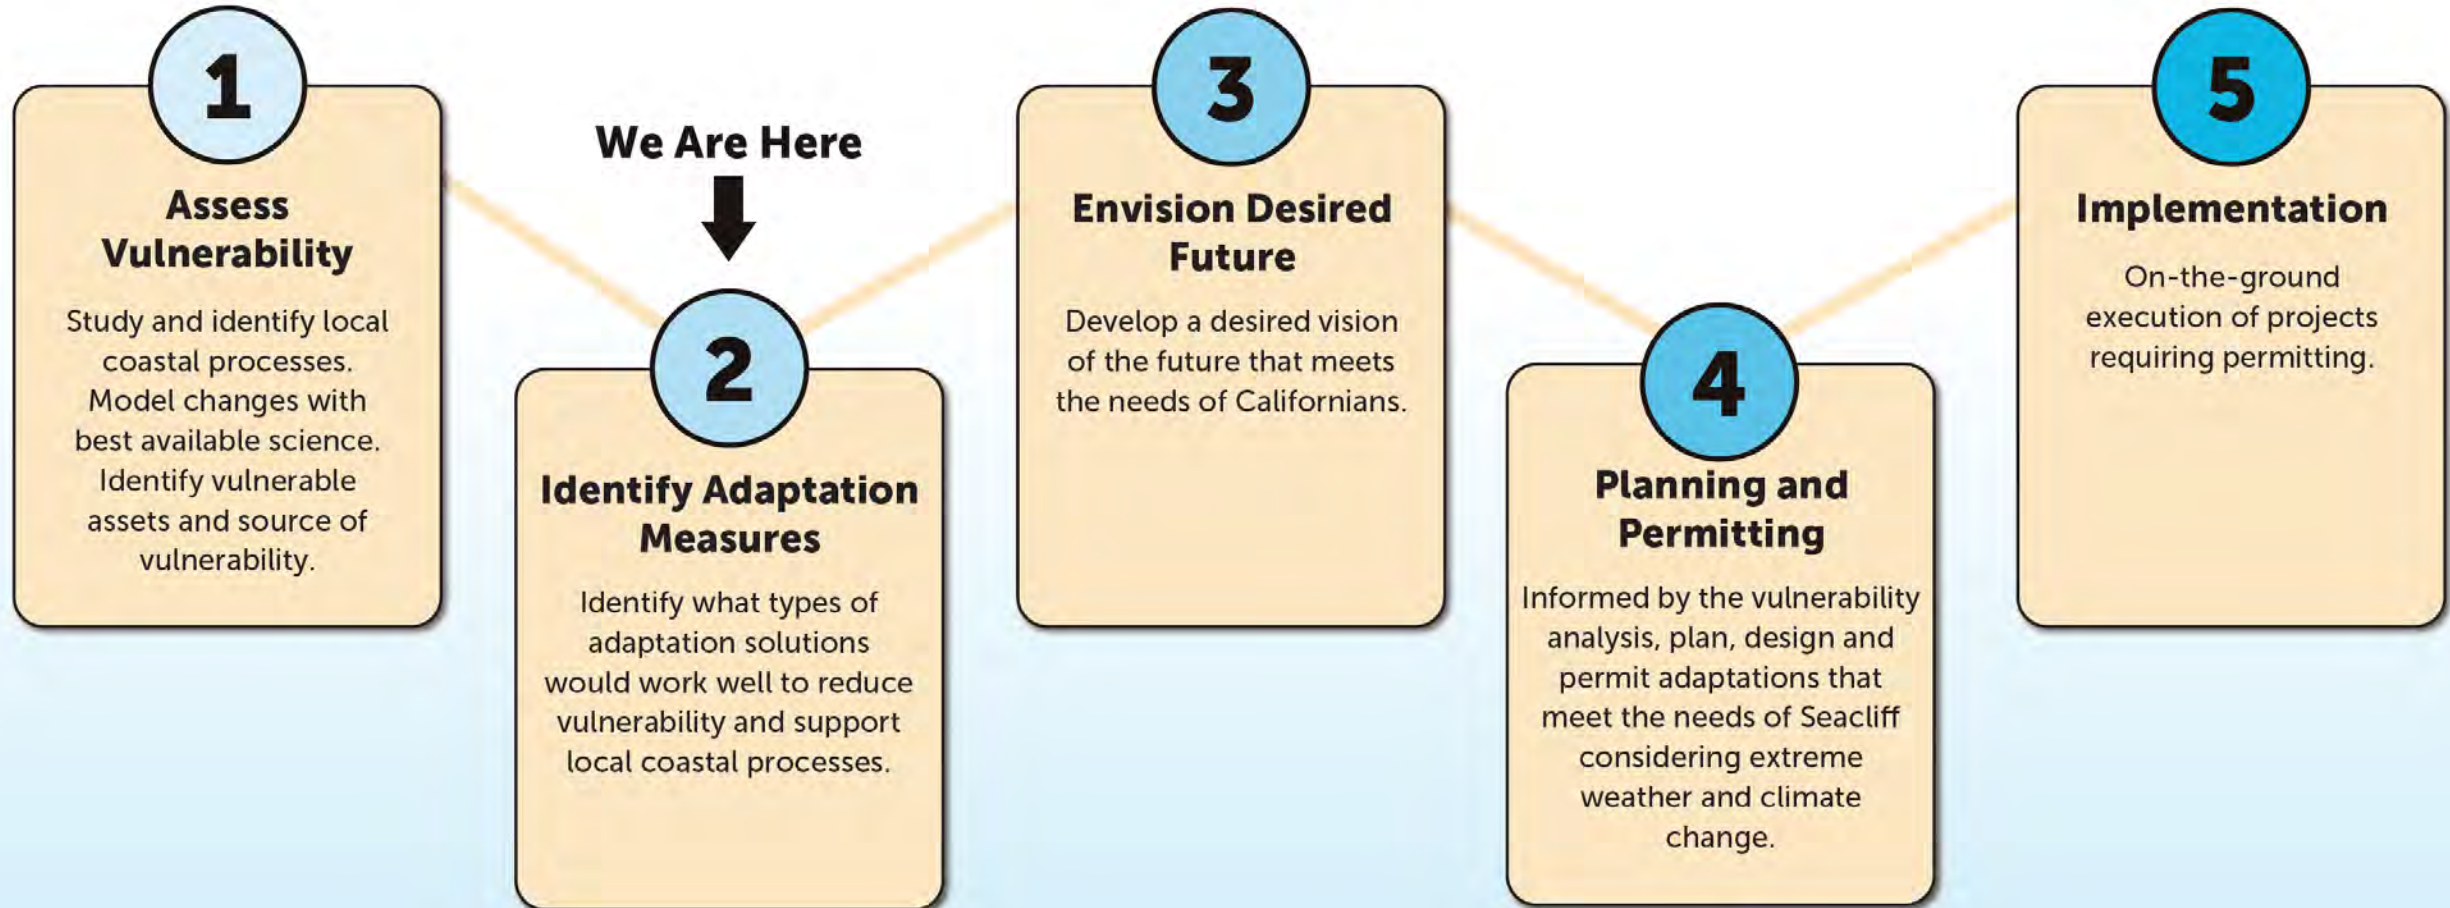 1
Assess
Vulnerability
Study and identify local
coastal processes.
Model changes with
best available science.
Identify vulnerable
assets and source of
vulnerability.
We Are Here
2
Identify Adaptation
Measures
Identify what types of
adaptation solutions
would work well to reduce
vulnerability and support
local coastal processes.
3
Envision Desired
Future
Develop a desired vision
of the future that meets
the needs of Californians.
4
Planning and
Permitting
Informed by the vulnerability
analysis, plan, design and
permit adaptations that
meet the needs of Seacliff
considering extreme
weather and climate
change.
5
Implementation
On-the-ground
execution of projects
requiring permitting.